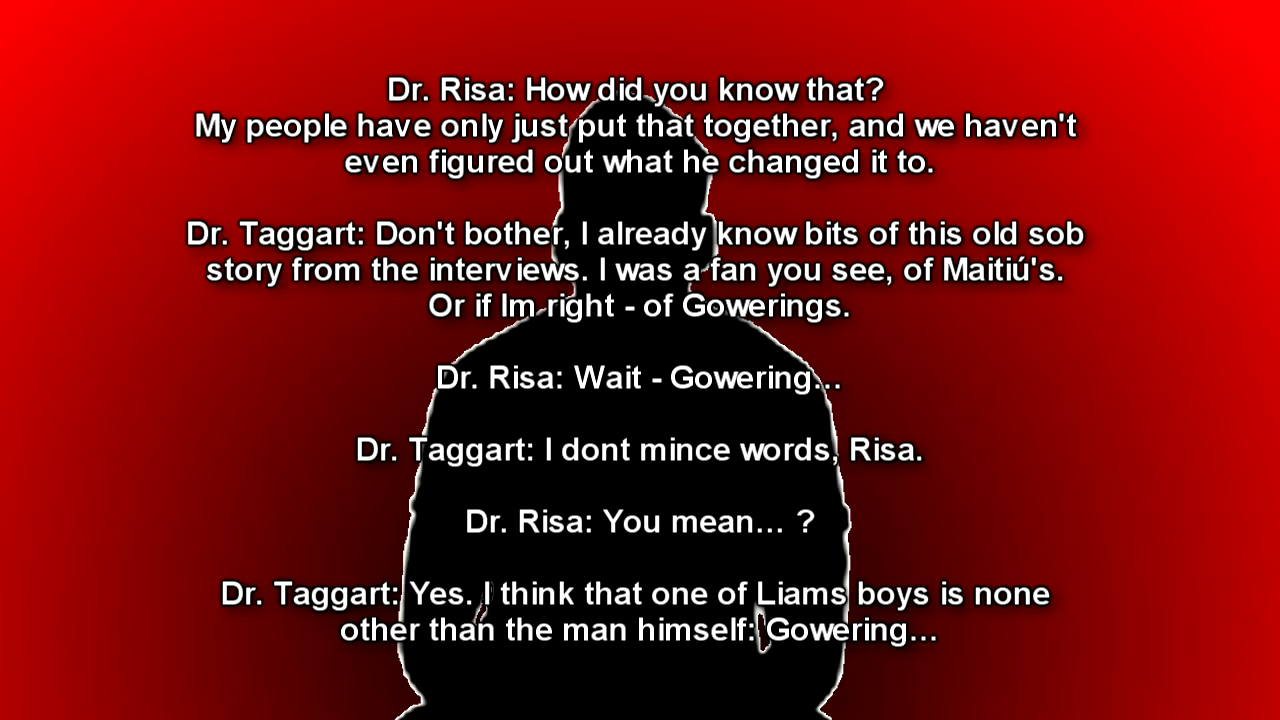 Dr. Risa: How did you know that?
My people have only just put that together, and we haven't
even figured out what he changed it to.
Dr. Taggart: Don't bother, I already know bits of this old sob
story from the interviews. I was a fan you see, of Maitiú's.
Or if Im right - of Gowerings.
Dr. Risa: Wait - Gowering...
Dr. Taggart: I dont mince words, Risa.
Dr. Risa: You mean... ?
Dr. Taggart: Yes. I think that one of Liams boys is none
other than the man himself: Gowering...